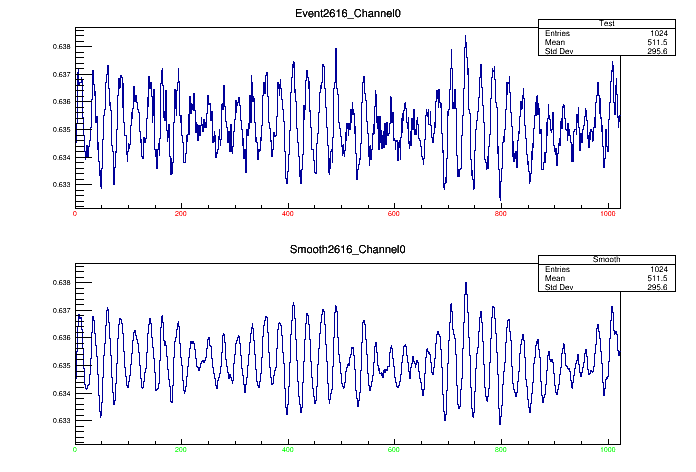 Event2616_Channel0
Test
Entries 1024
Mean 511.5
Std Dev 295.6
0.638
0.637
0.636
0.635
0.634
0.633
0 200 400 600 800 1000
Smooth2616_Channel0
Smooth
Entries 1024
Mean 511.5
Std Dev 295.6
0.638
0.637
0.636
0.635
0.634
0.633
0 200 400 600 800 1000